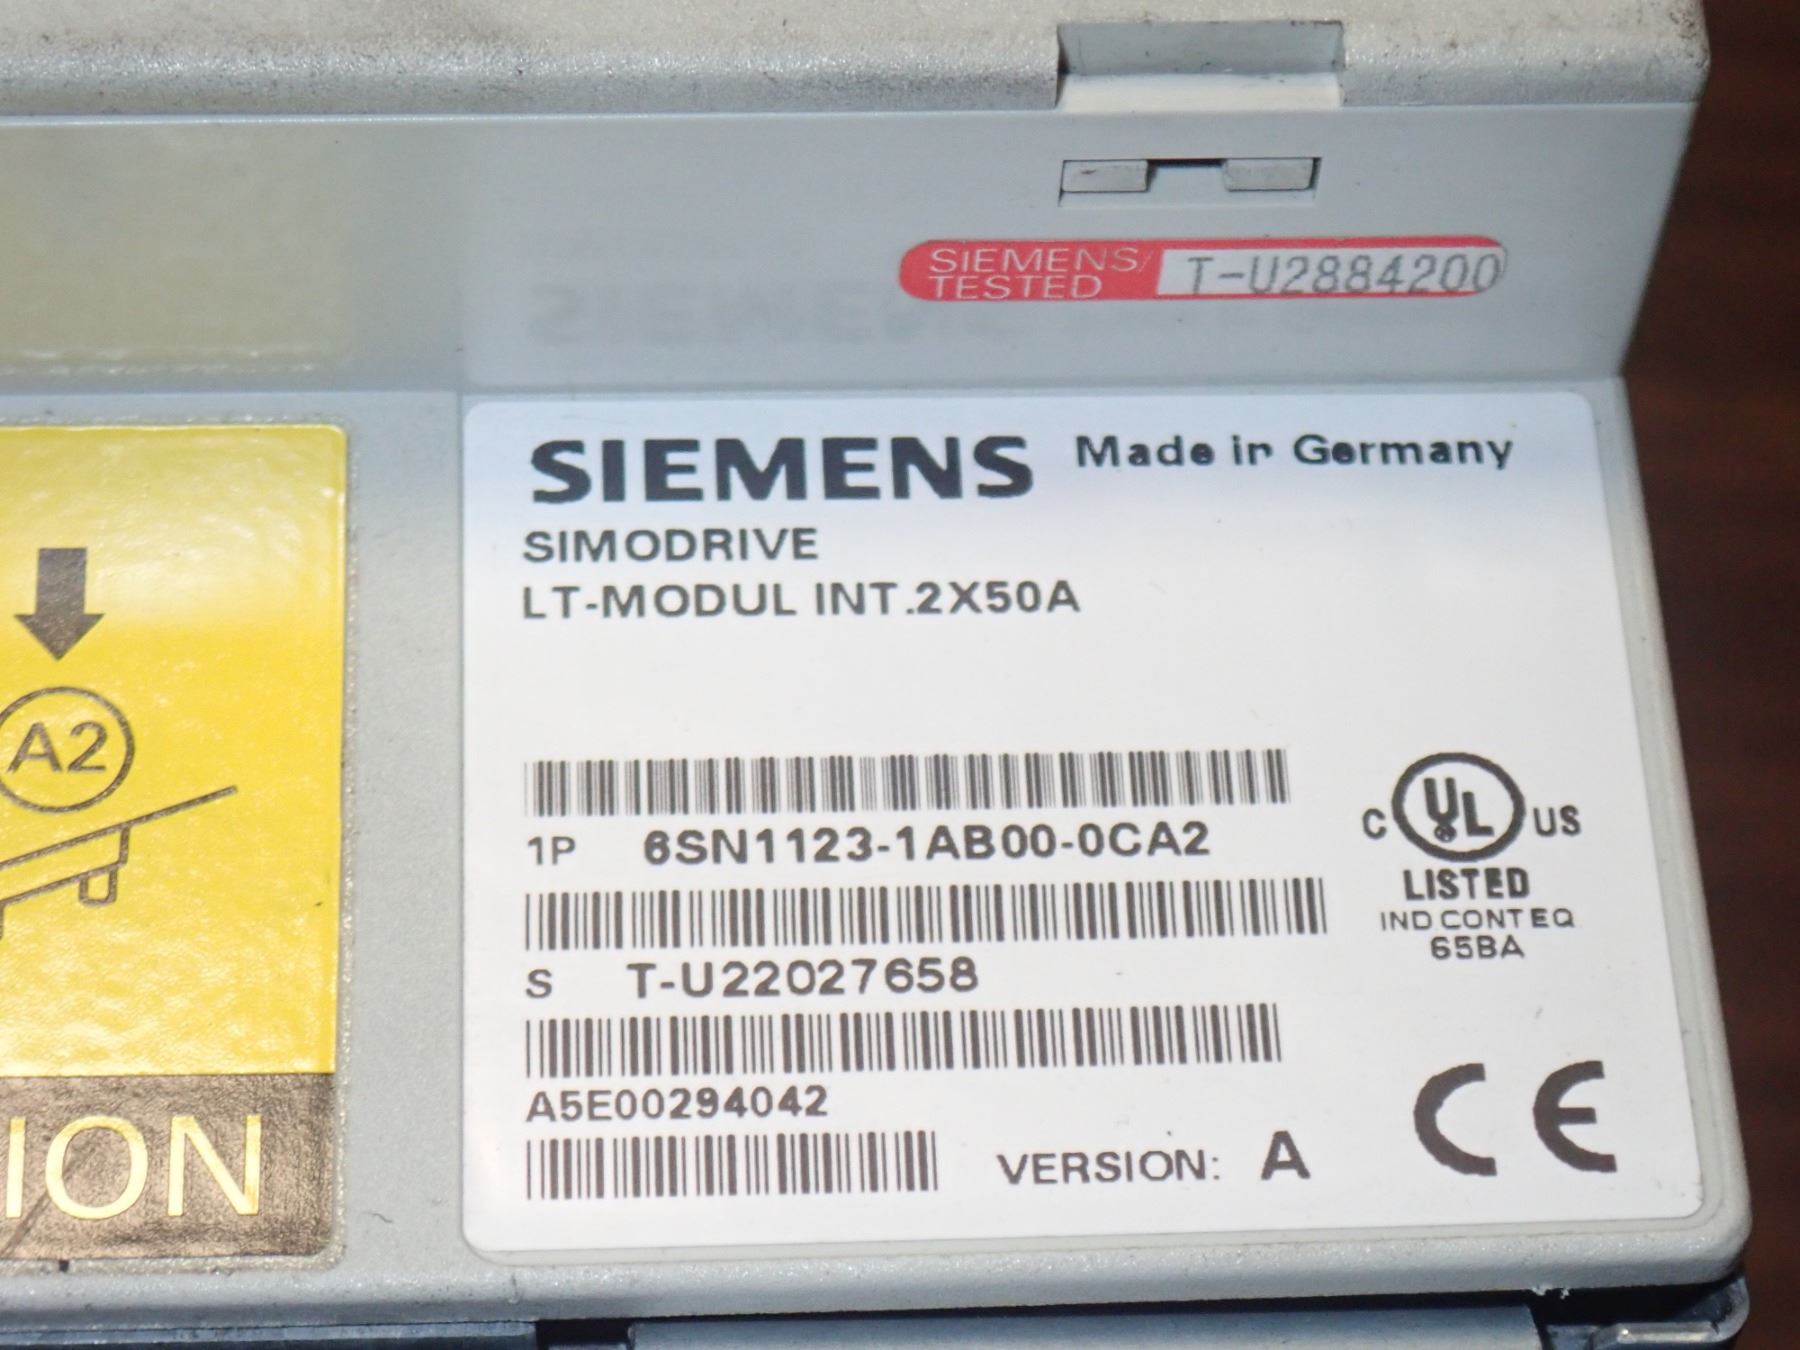 SIEMENS/ T-U2884200
TESTED
SIEMENS Made in Germany
SIMODRIVE
LT-MODUL INT.2X50A
A2
1P 6SN1123-1AB00-0CA2
C UL US
LISTED
IND CONT EQ
65BA
S T-U22027658
A5E00294042
VERSION: A
CE
ION